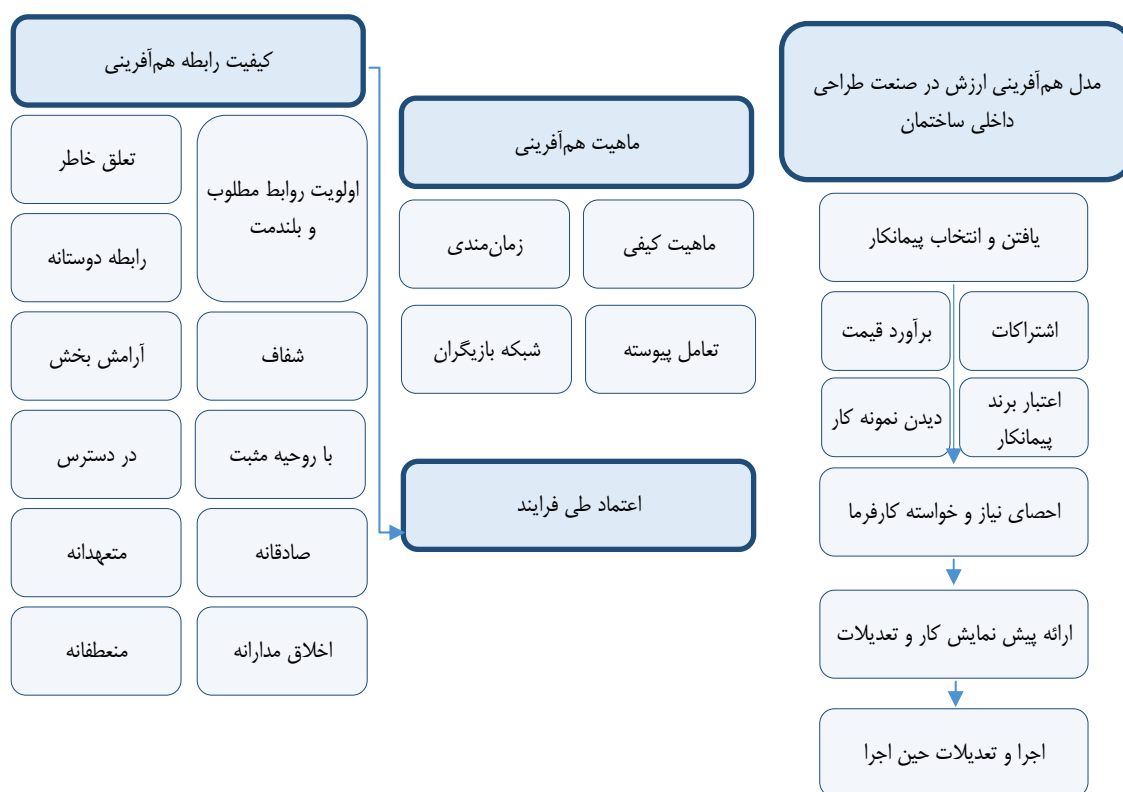 مدل هم‌آفرینی ارزش در صنعت طراحی
داخلی ساختمان
یافتن و انتخاب پیمانکار
اشتراکات
برآورد قیمت
اعتبار برند
پیمانکار
دیدن نمونه کار
احصای نیاز و خواسته کارفرما
ارائه پیش نمایش کار و تعدیلات
اجرا و تعدیلات حین اجرا
ماهیت هم‌آفرینی
ماهیت کیفی
زمان‌مندی
تعامل پیوسته
شبکه بازیگران
اعتماد طی فرایند
کیفیت رابطه هم‌آفرینی
اولویت روابط مطلوب
و بلندمت
تعلق خاطر
رابطه دوستانه
شفاف
آرامش بخش
با روحیه مثبت
در دسترس
صادقانه
متعهدانه
اخلاق مدارانه
منعطفانه